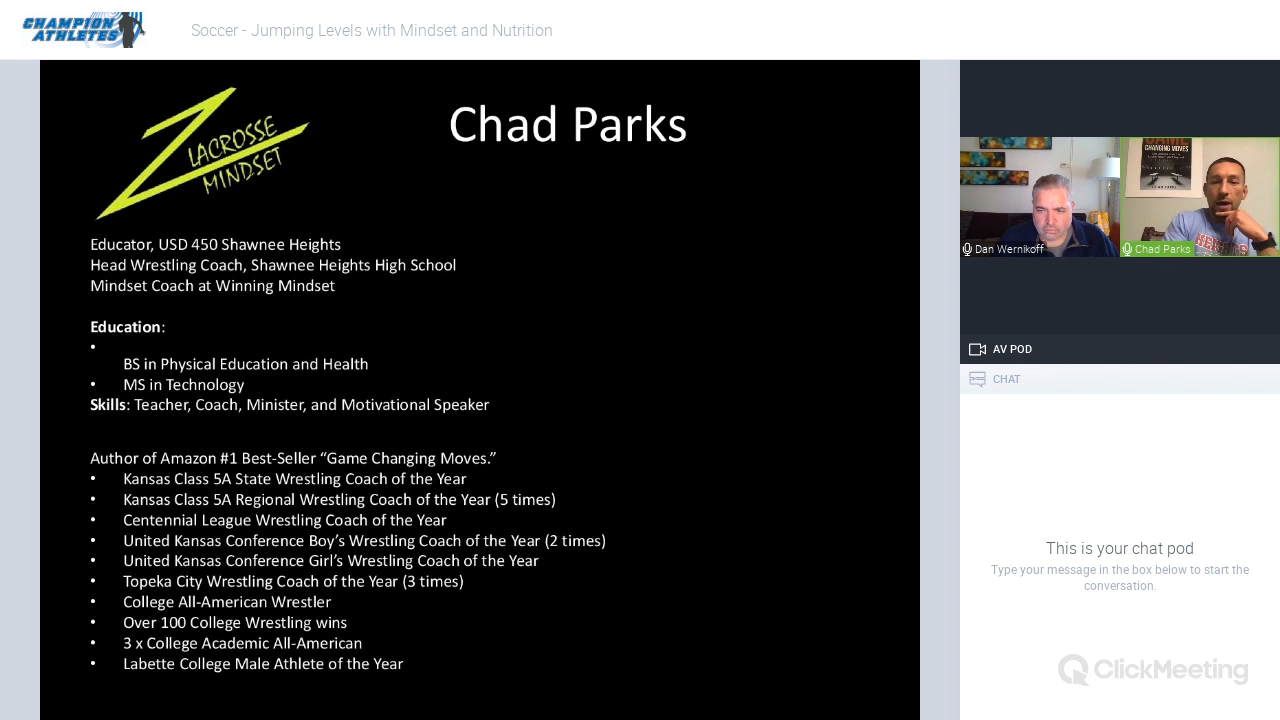 CHAMPION
ATHLETES
Soccer - Jumping Levels with Mindset and Nutrition
LACROSSE
MINDSET
Chad Parks
Educator, USD 450 Shawnee Heights
Head Wrestling Coach, Shawnee Heights High School
Mindset Coach at Winning Mindset
Education:
•
BS in Physical Education and Health
• MS in Technology
Skills: Teacher, Coach, Minister, and Motivational Speaker
Author of Amazon #1 Best-Seller “Game Changing Moves.”
• Kansas Class 5A State Wrestling Coach of the Year
• Kansas Class 5A Regional Wrestling Coach of the Year (5 times)
• Centennial League Wrestling Coach of the Year
• United Kansas Conference Boy’s Wrestling Coach of the Year (2 times)
• United Kansas Conference Girl’s Wrestling Coach of the Year
• Topeka City Wrestling Coach of the Year (3 times)
• College All-American Wrestler
• Over 100 College Wrestling wins
• 3 x College Academic All-American
• Labette College Male Athlete of the Year
GAME
CHANGING MOVES
Dan Wernikoff
Chad Parks
AV POD
CHAT
This is your chat pod
Type your message in the box below to start the
conversation.
ClickMeeting